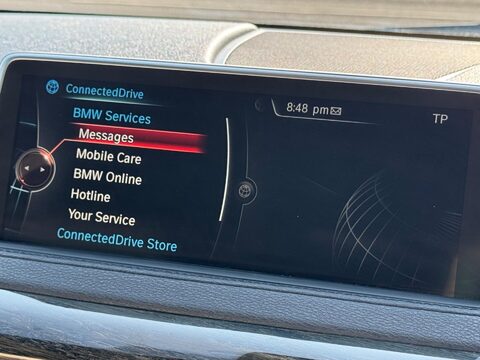 ConnectedDrive
8:48 pm
TP
BMW Services
Messages
Mobile Care
BMW Online
Hotline
Your Service
ConnectedDrive Store